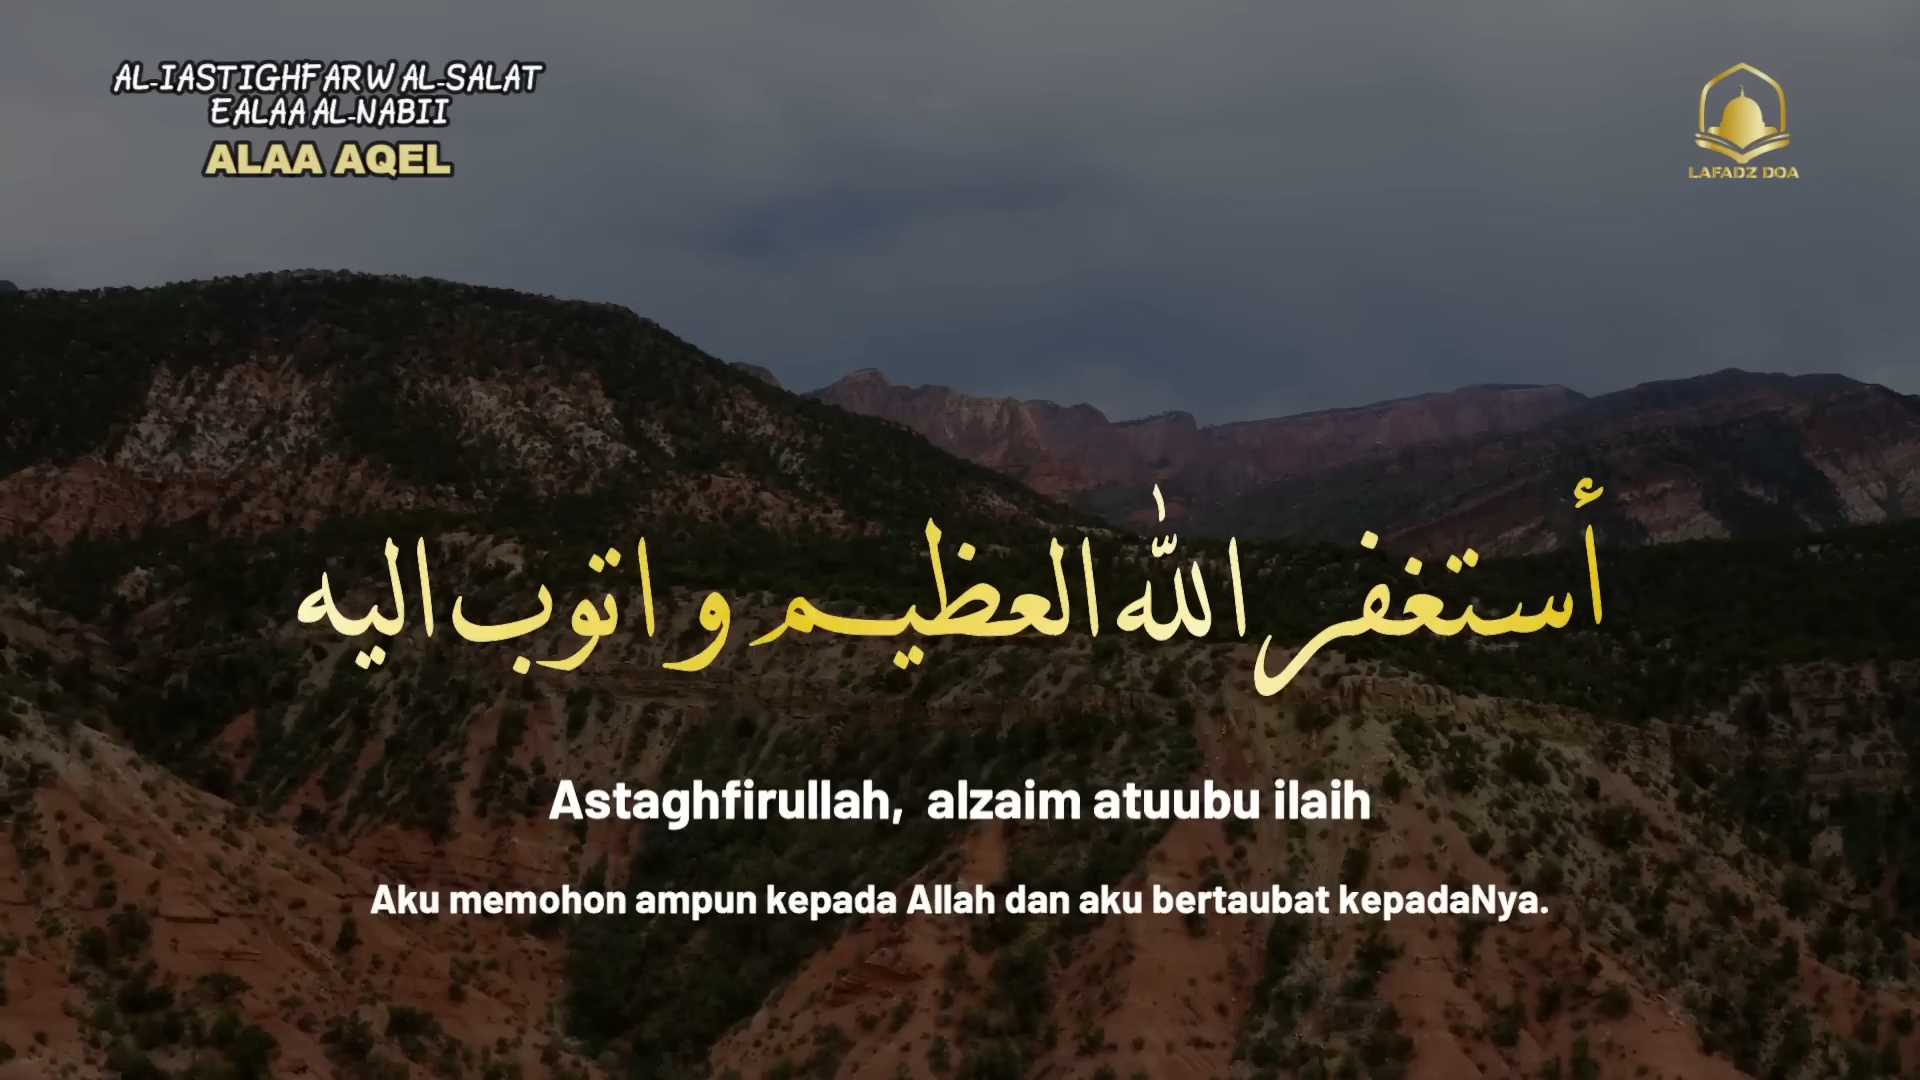 AL-IASTIGHFAR W AL-SALAT
EALAA AL-NABII
ALAA AQEL
LAFADZ DOA
أستغفر اللّٰه العظيم و اتوب اليه
Astaghfirullah, alzaim atuubu ilaih
Aku memohon ampun kepada Allah dan aku bertaubat kepadaNya.